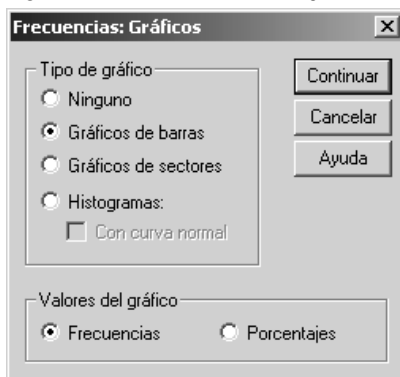 Frecuencias: Gráficos
Tipo de gráfico
Ninguno
Gráficos de barras
Gráficos de sectores
Histogramas:
Con curva normal
Continuar
Cancelar
Ayuda
Valores del gráfico
Frecuencias
Porcentajes